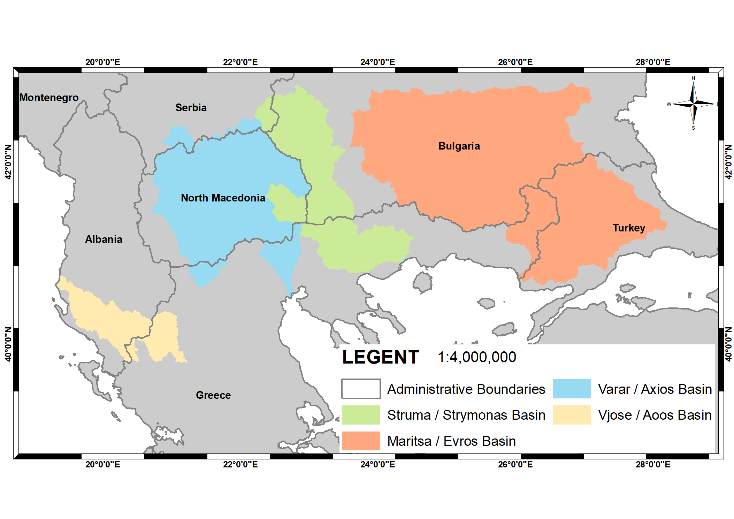 20°0'0"E 22°0'0"E 24°0'0"E 26°0'0"E 28°0'0"E
Montenegro
Serbia
N
W E
S
Bulgaria
42°0'0"N 42°0'0"N
North Macedonia
Turkey
Albania
40°0'0"N 40°0'0"N
LEGENT 1:4,000,000
Administrative Boundaries Varar / Axios Basin
Greece
Struma / Strymonas Basin Vjose / Aoos Basin
Maritsa / Evros Basin
20°0'0"E 22°0'0"E 24°0'0"E 26°0'0"E 28°0'0"E